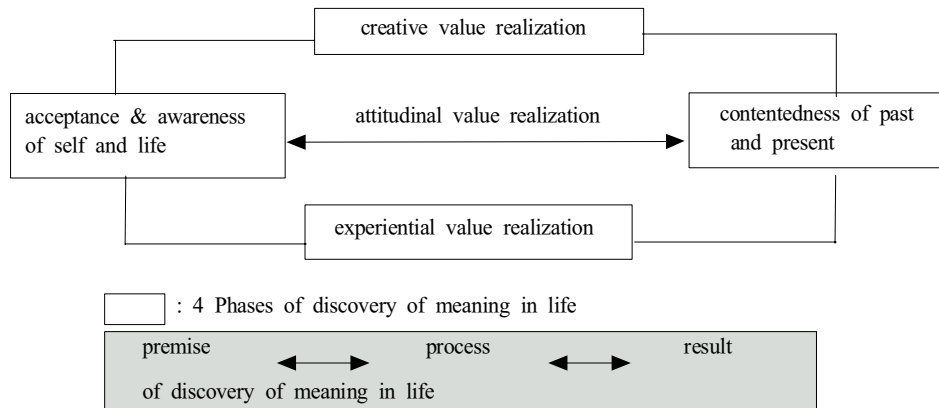 creative value realization
acceptance & awareness
of self and life
attitudinal value realization
contentedness of past
and present
experiential value realization
: 4 Phases of discovery of meaning in life
premise process result
of discovery of meaning in life